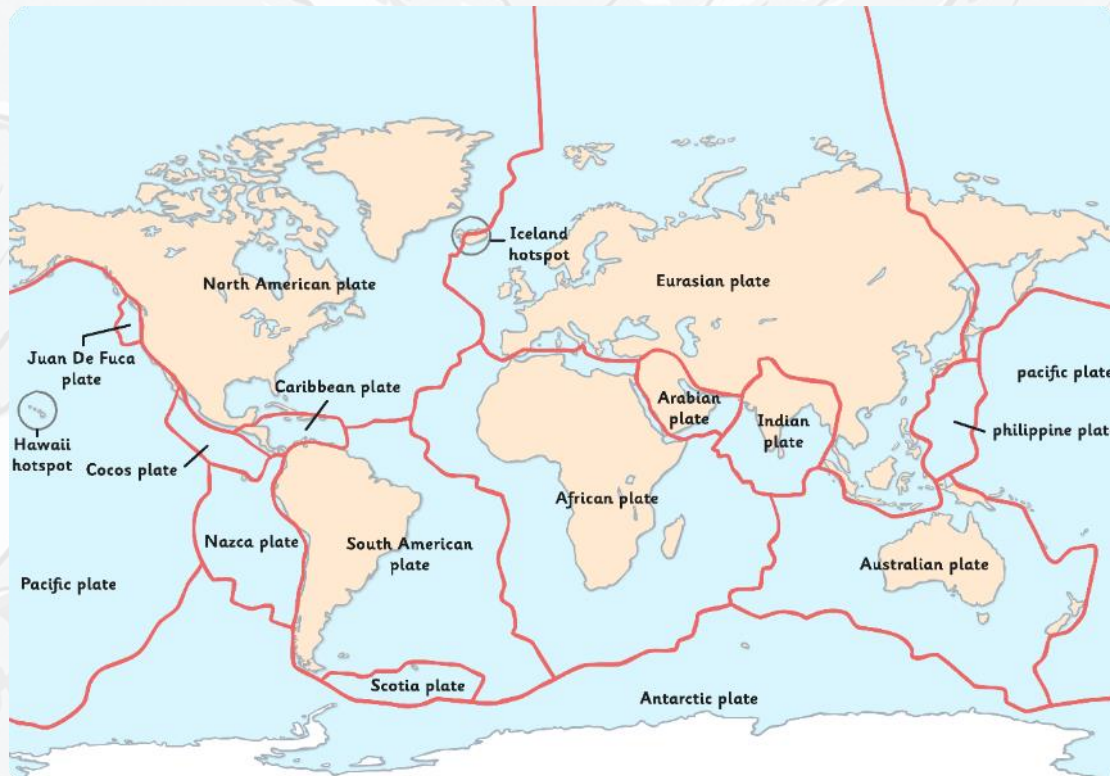 Iceland
hotspot
North American plate
Eurasian plate
Juan De Fuca
plate
Caribbean plate
pacific plate
Arabian
plate
Indian
plate
philippine plate
Hawaii
hotspot
Cocos plate
African plate
Nazca plate
South American
plate
Australian plate
Pacific plate
Scotia plate
Antarctic plate